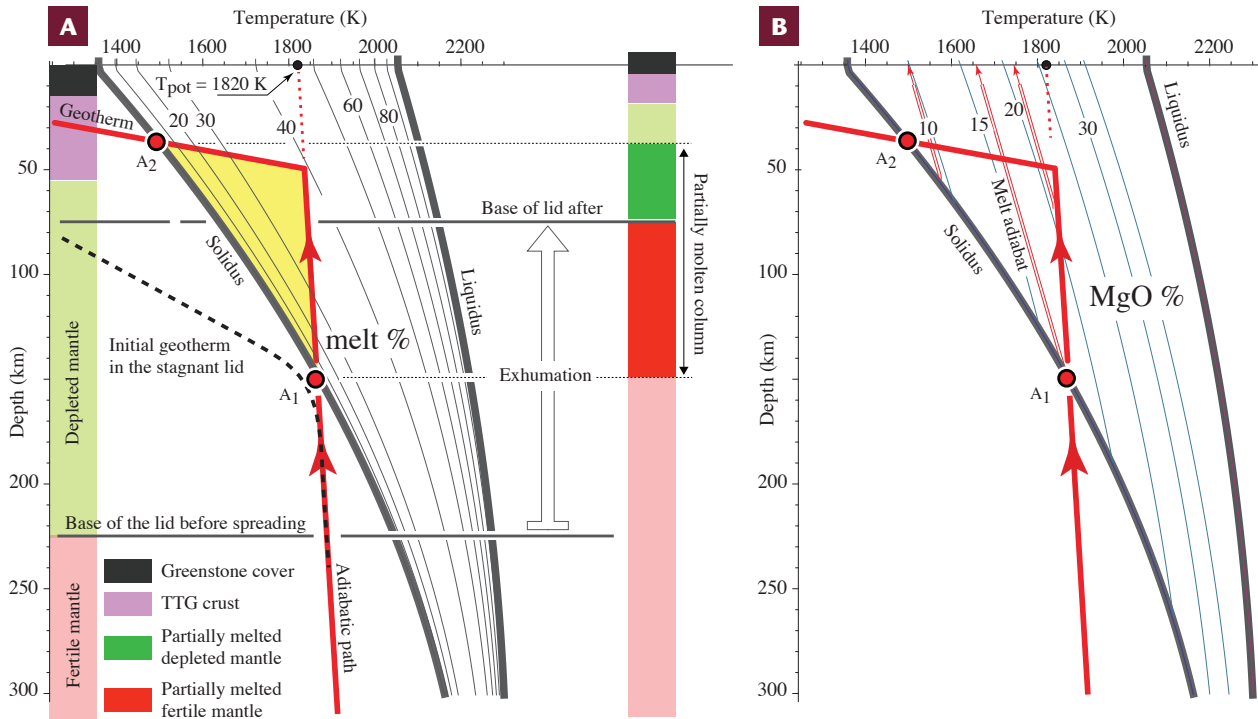 A
Temperature (K)
1400 1600 1800 2000 2200
Tpot = 1820 K
Geotherm
20 30 40 60 80
A2
50
Base of lid after
Solidus
Liquidus
100
melt %
Initial geotherm
in the stagnant lid
Exhumation
Partially molten column
150
A1
Depth (km)
Depleted mantle
200
Base of the lid before spreading
Adiabatic path
250
300
Fertile mantle
Greenstone cover
TTG crust
Partially melted
depleted mantle
Partially melted
fertile mantle
B
Temperature (K)
1400 1600 1800 2000 2200
10 15 20 30
A2
50
Liquidus
Solidus
Melt adiabat
100
MgO %
150
A1
Depth (km)
200
250
300